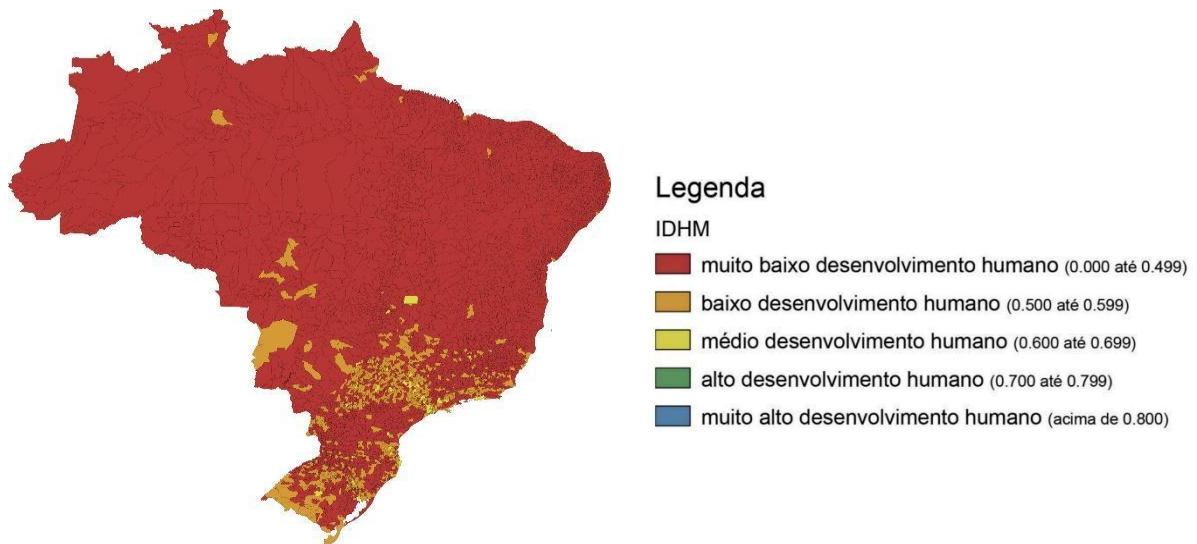 Legenda
IDHM
muito baixo desenvolvimento humano (0.000 até 0.499)
baixo desenvolvimento humano (0.500 até 0.599)
médio desenvolvimento humano (0.600 até 0.699)
alto desenvolvimento humano (0.700 até 0.799)
muito alto desenvolvimento humano (acima de 0.800)